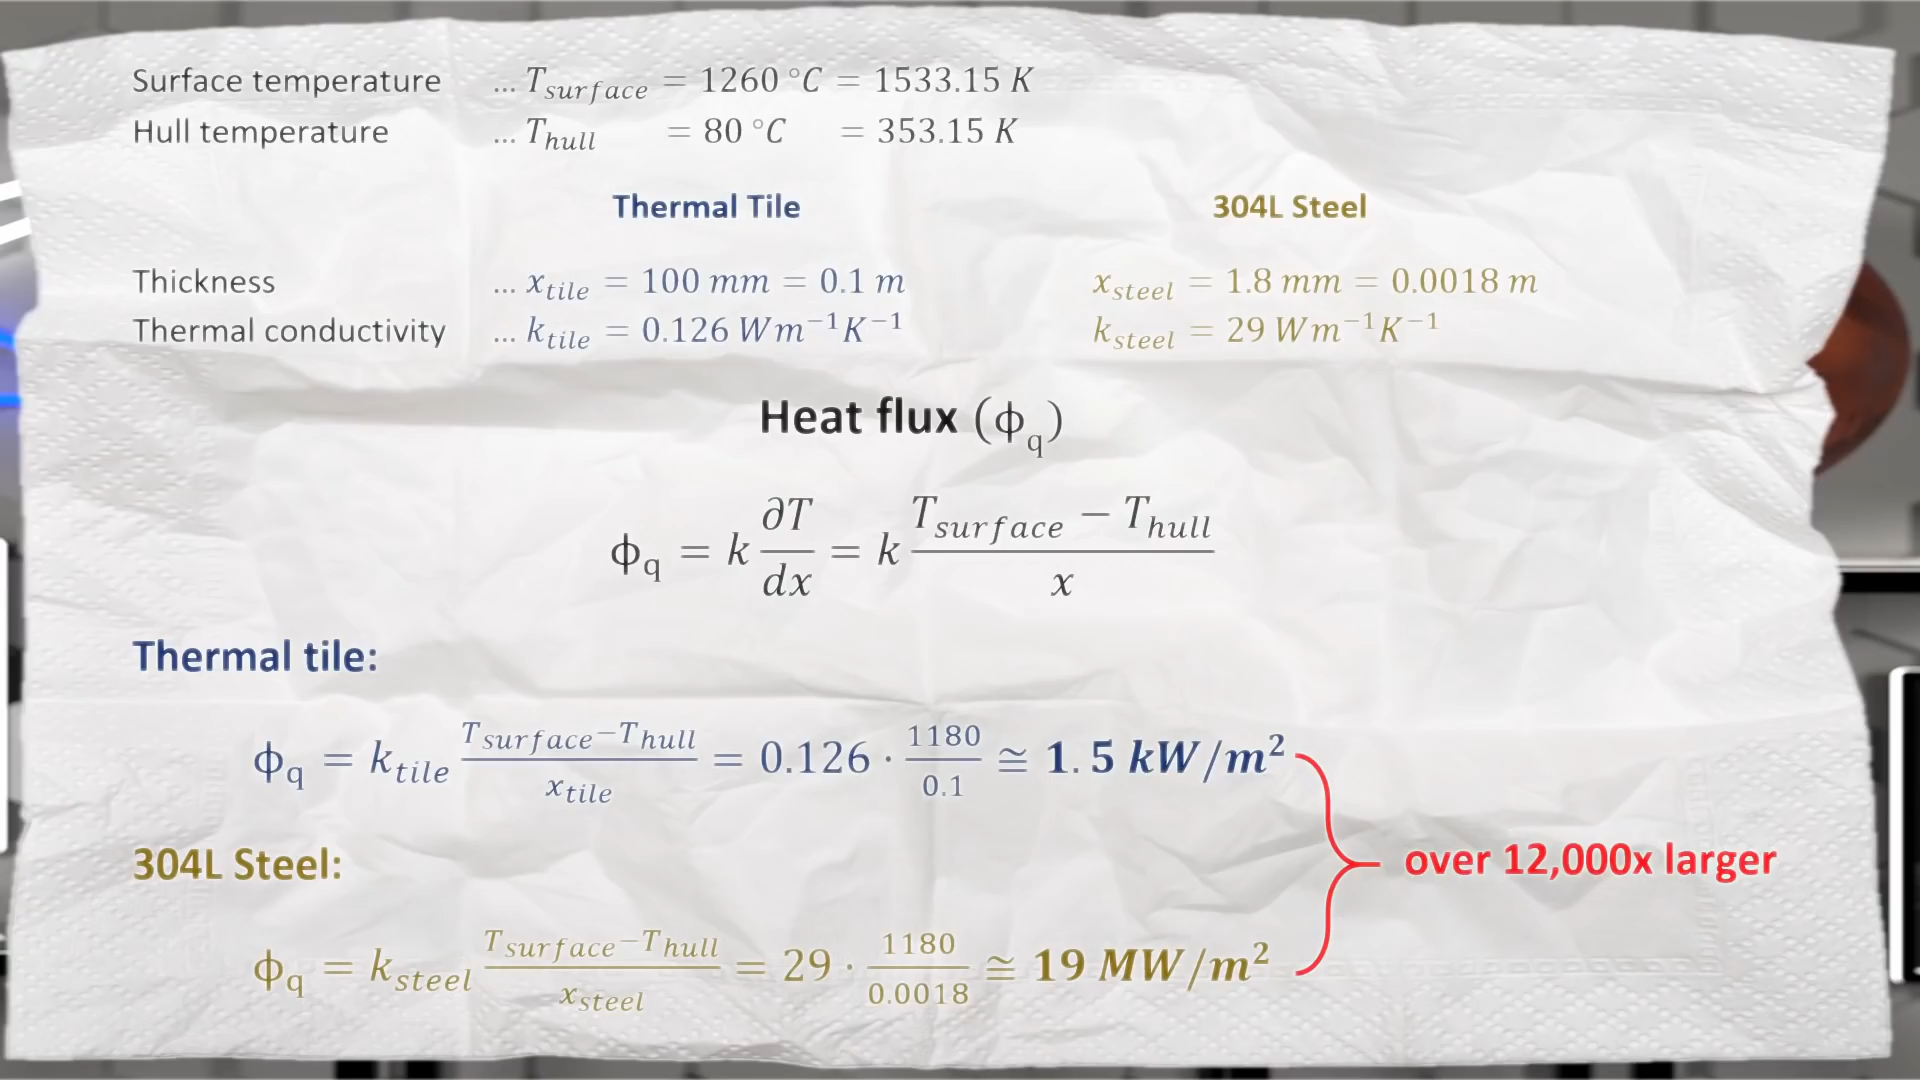 Surface temperature ... T_surface = 1260 °C = 1533.15 K
Hull temperature ... T_hull = 80 °C = 353.15 K
Thermal Tile 304L Steel
Thickness ... x_tile = 100 mm = 0.1 m x_steel = 1.8 mm = 0.0018 m
Thermal conductivity ... k_tile = 0.126 Wm⁻¹K⁻¹ k_steel = 29 Wm⁻¹K⁻¹
Heat flux (ϕ_q)
ϕ_q = k ∂T/dx = k (T_surface − T_hull)/x
Thermal tile:
ϕ_q = k_tile (T_surface−T_hull)/x_tile = 0.126 · 1180/0.1 ≅ 1.5 kW/m²
over 12,000x larger
304L Steel:
ϕ_q = k_steel (T_surface−T_hull)/x_steel = 29 · 1180/0.0018 ≅ 19 MW/m²